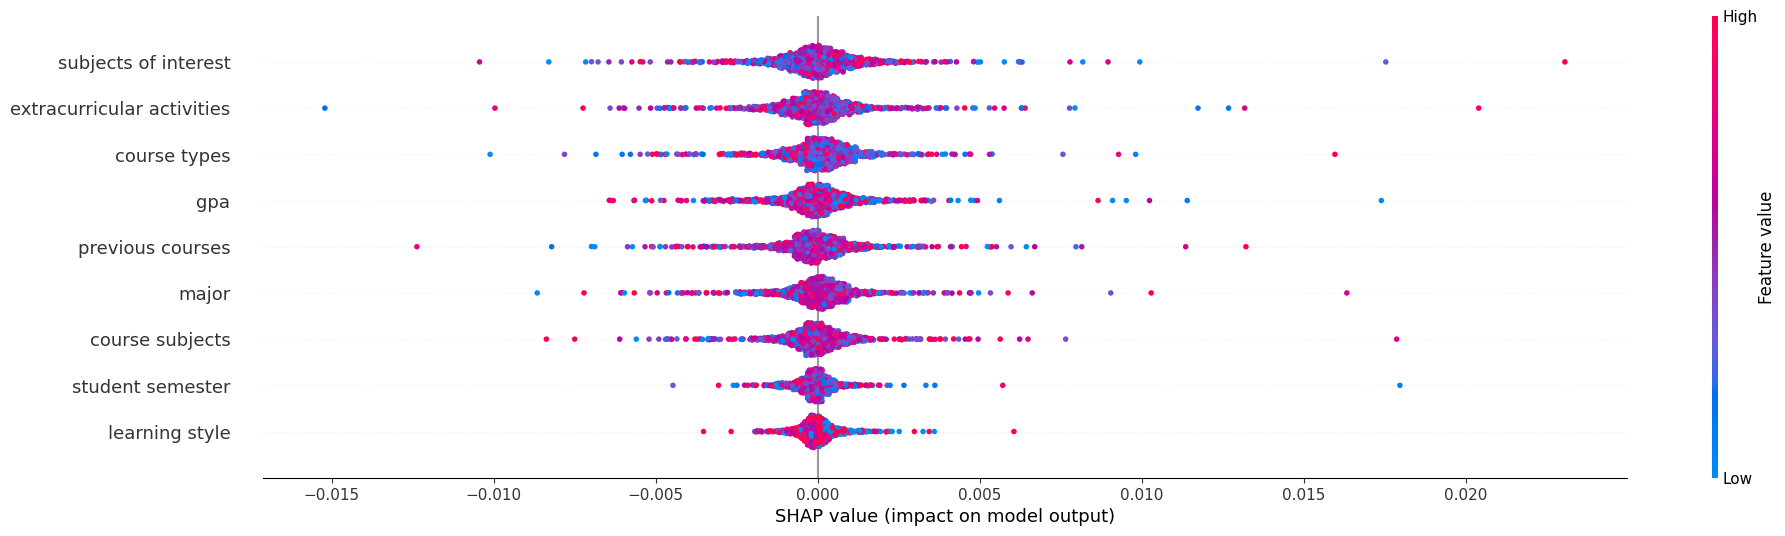 High
subjects of interest
extracurricular activities
course types
gpa
previous courses
major
course subjects
student semester
learning style
Feature value
Low
−0.015 −0.010 −0.005 0.000 0.005 0.010 0.015 0.020
SHAP value (impact on model output)